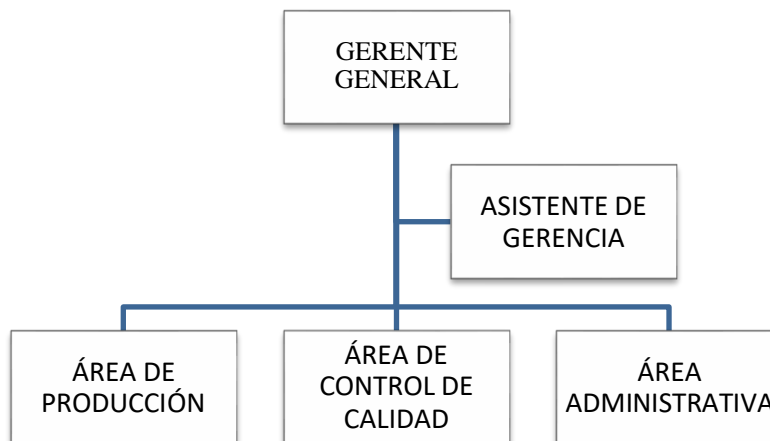 GERENTE
GENERAL
ASISTENTE DE
GERENCIA
ÁREA DE
PRODUCCIÓN
ÁREA DE
CONTROL DE
CALIDAD
ÁREA
ADMINISTRATIVA